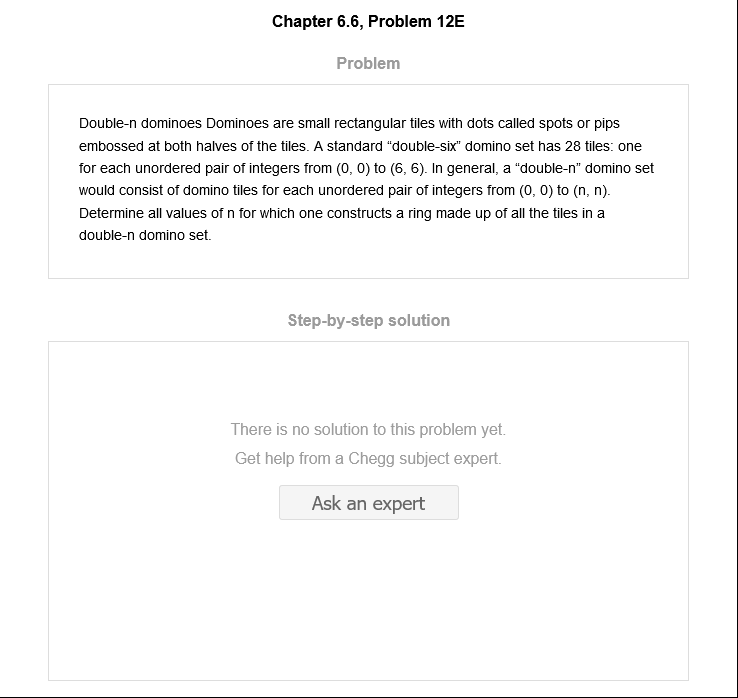 Chapter 6.6, Problem 12E
Problem
Double-n dominoes Dominoes are small rectangular tiles with dots called spots or pips
embossed at both halves of the tiles. A standard “double-six” domino set has 28 tiles: one
for each unordered pair of integers from (0, 0) to (6, 6). In general, a “double-n” domino set
would consist of domino tiles for each unordered pair of integers from (0, 0) to (n, n).
Determine all values of n for which one constructs a ring made up of all the tiles in a
double-n domino set.
Step-by-step solution
There is no solution to this problem yet.
Get help from a Chegg subject expert.
Ask an expert